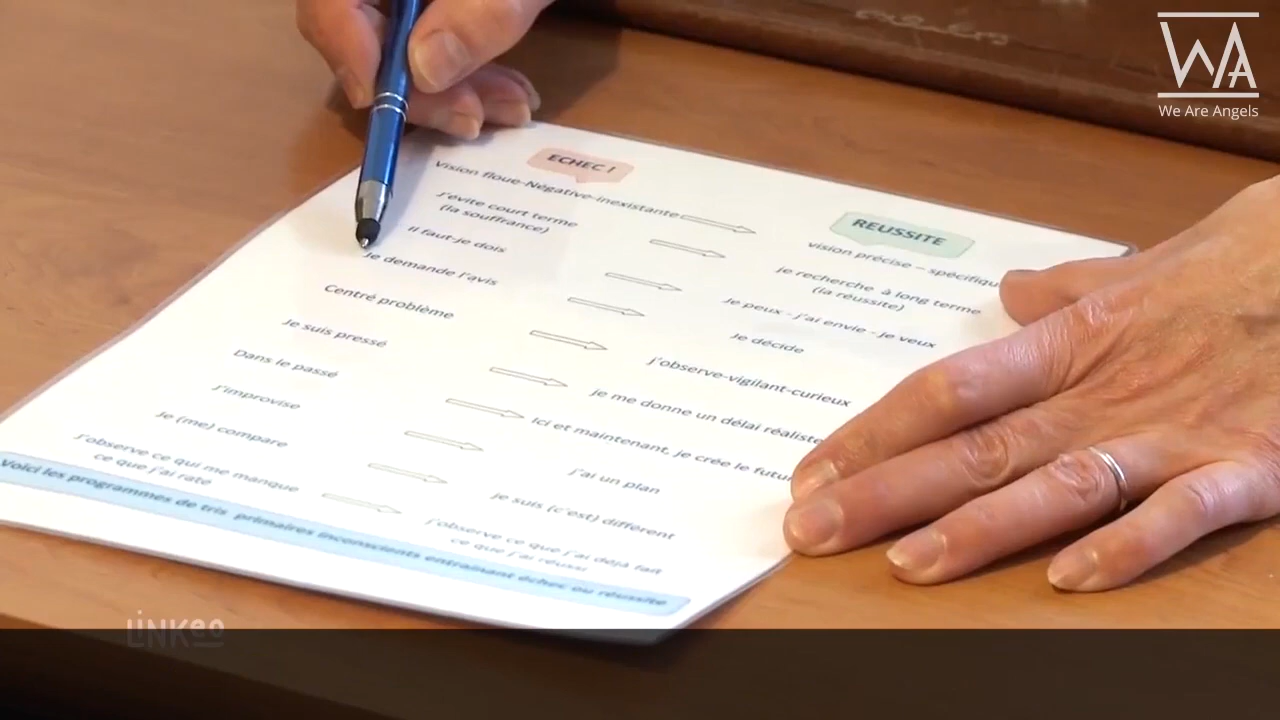 WA
We Are Angels
ECHEC !
REUSSITE
Vision floue-Négative-inexistante
vision précise – spécifiqu
J'évite court terme
(la souffrance)
je recherche à long terme
(la réussite)
Il faut-je dois
Je peux - j'ai envie - je veux
Je demande l'avis
Je décide
Centré problème
j'observe-vigilant-curieux
Je suis pressé
je me donne un délai réaliste
Dans le passé
Ici et maintenant, je crée le futur
J'improvise
j'ai un plan
Je (me) compare
je suis (c'est) différent
J'observe ce qui me manque
ce que j'ai raté
j'observe ce que j'ai déjà fait
ce que j'ai réussi
Voici les programmes de tris primaires inconscients entraînant échec ou réussite
LINKeo